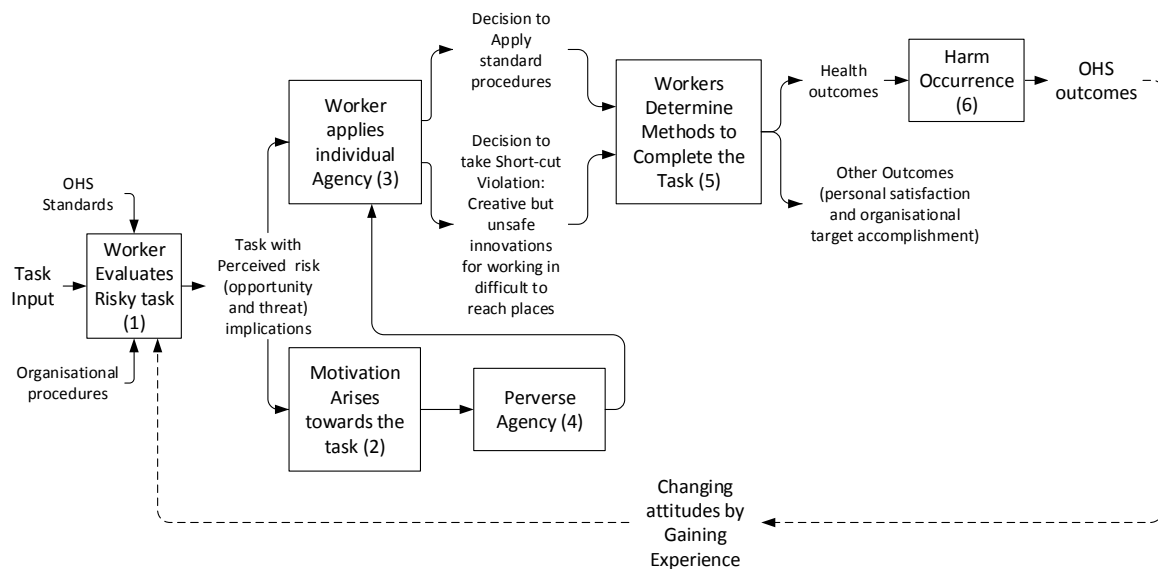 OHS
Standards
Task
Input
Organisational
procedures
Worker
Evaluates
Risky task
(1)
Task with
Perceived risk
(opportunity
and threat)
implications
Worker
applies
individual
Agency (3)
Motivation
Arises
towards the
task (2)
Perverse
Agency (4)
Decision to
Apply
standard
procedures
Decision to
take Short-cut
Violation:
Creative but
unsafe
innovations
for working in
difficult to
reach places
Workers
Determine
Methods to
Complete the
Task (5)
Health
outcomes
Harm
Occurrence
(6)
OHS
outcomes
Other Outcomes
(personal satisfaction
and organisational
target accomplishment)
Changing
attitudes by
Gaining
Experience